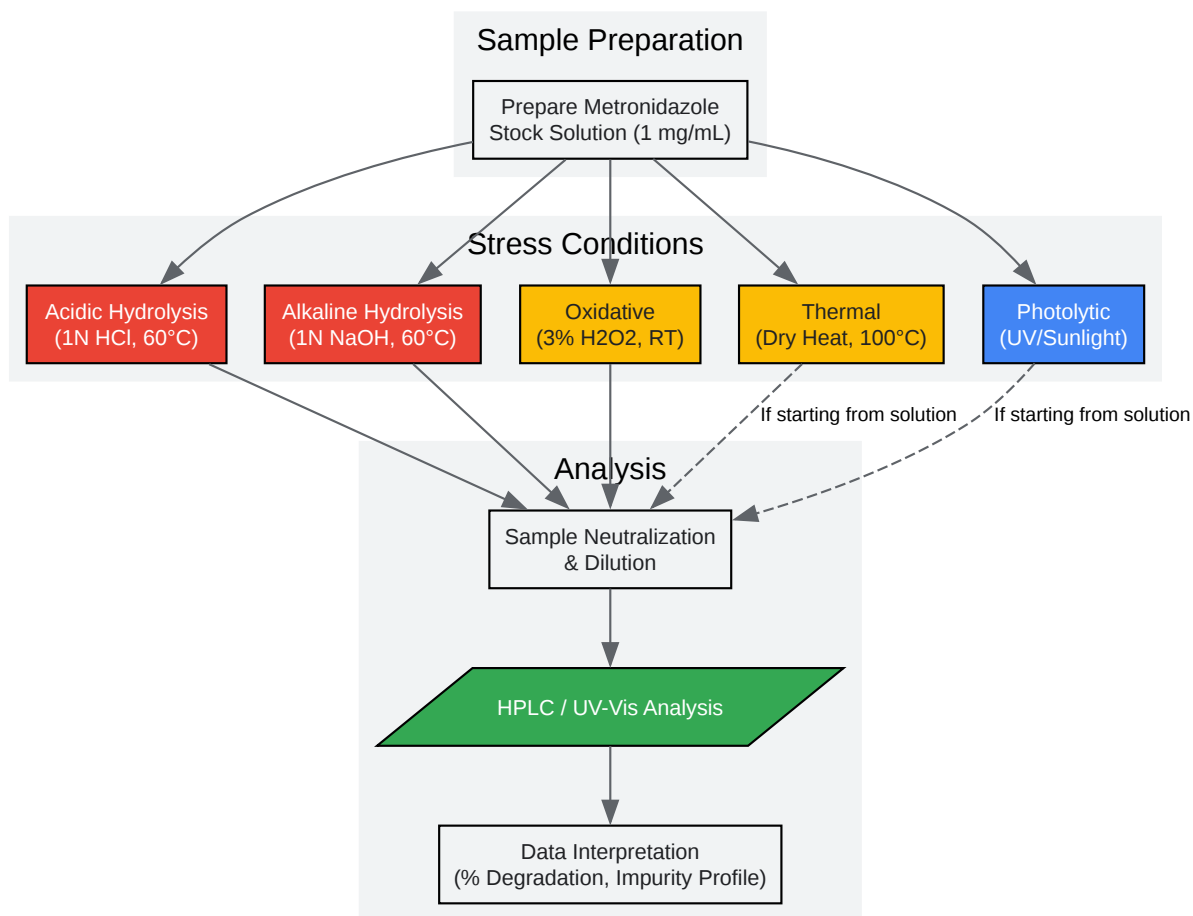 Sample Preparation
Prepare Metronidazole
Stock Solution (1 mg/mL)
Stress Conditions
Acidic Hydrolysis
(1N HCl, 60°C)
Alkaline Hydrolysis
(1N NaOH, 60°C)
Oxidative
(3% H2O2, RT)
Thermal
(Dry Heat, 100°C)
Photolytic
(UV/Sunlight)
If starting from solution
If starting from solution
Analysis
Sample Neutralization
& Dilution
HPLC / UV-Vis Analysis
Data Interpretation
(% Degradation, Impurity Profile)